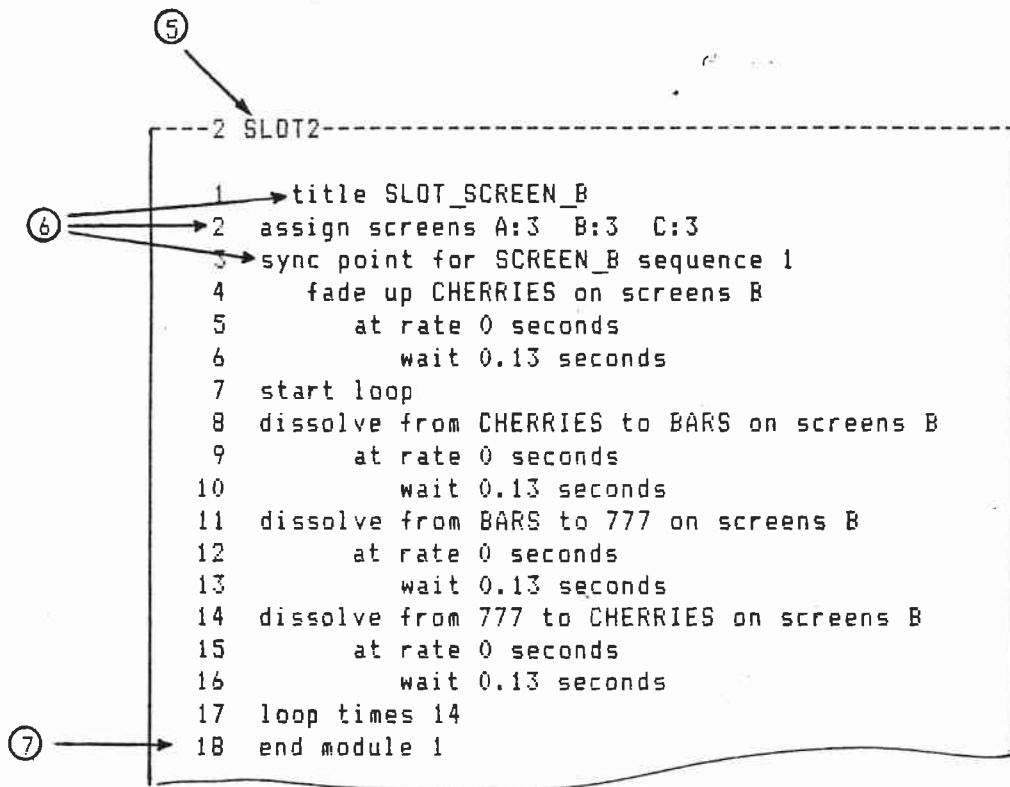 5
----2 SLOT2----
1 title SLOT_SCREEN_B
6
2 assign screens A:3 B:3 C:3
3 sync point for SCREEN_B sequence 1
4 fade up CHERRIES on screens B
5 at rate 0 seconds
6 wait 0.13 seconds
7 start loop
8 dissolve from CHERRIES to BARS on screens B
9 at rate 0 seconds
10 wait 0.13 seconds
11 dissolve from BARS to 777 on screens B
12 at rate 0 seconds
13 wait 0.13 seconds
14 dissolve from 777 to CHERRIES on screens B
15 at rate 0 seconds
16 wait 0.13 seconds
17 loop times 14
7
18 end module 1